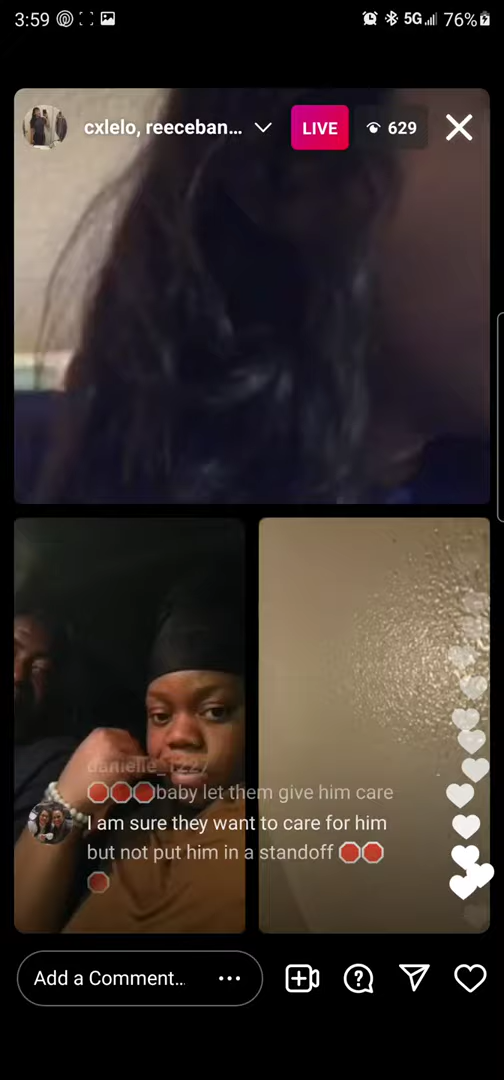 3:59 5G 76%
cxlelo, reeceban... LIVE 629
danielle_1227
🛑🛑🛑baby let them give him care
I am sure they want to care for him
but not put him in a standoff 🛑🛑
🛑
Add a Comment...